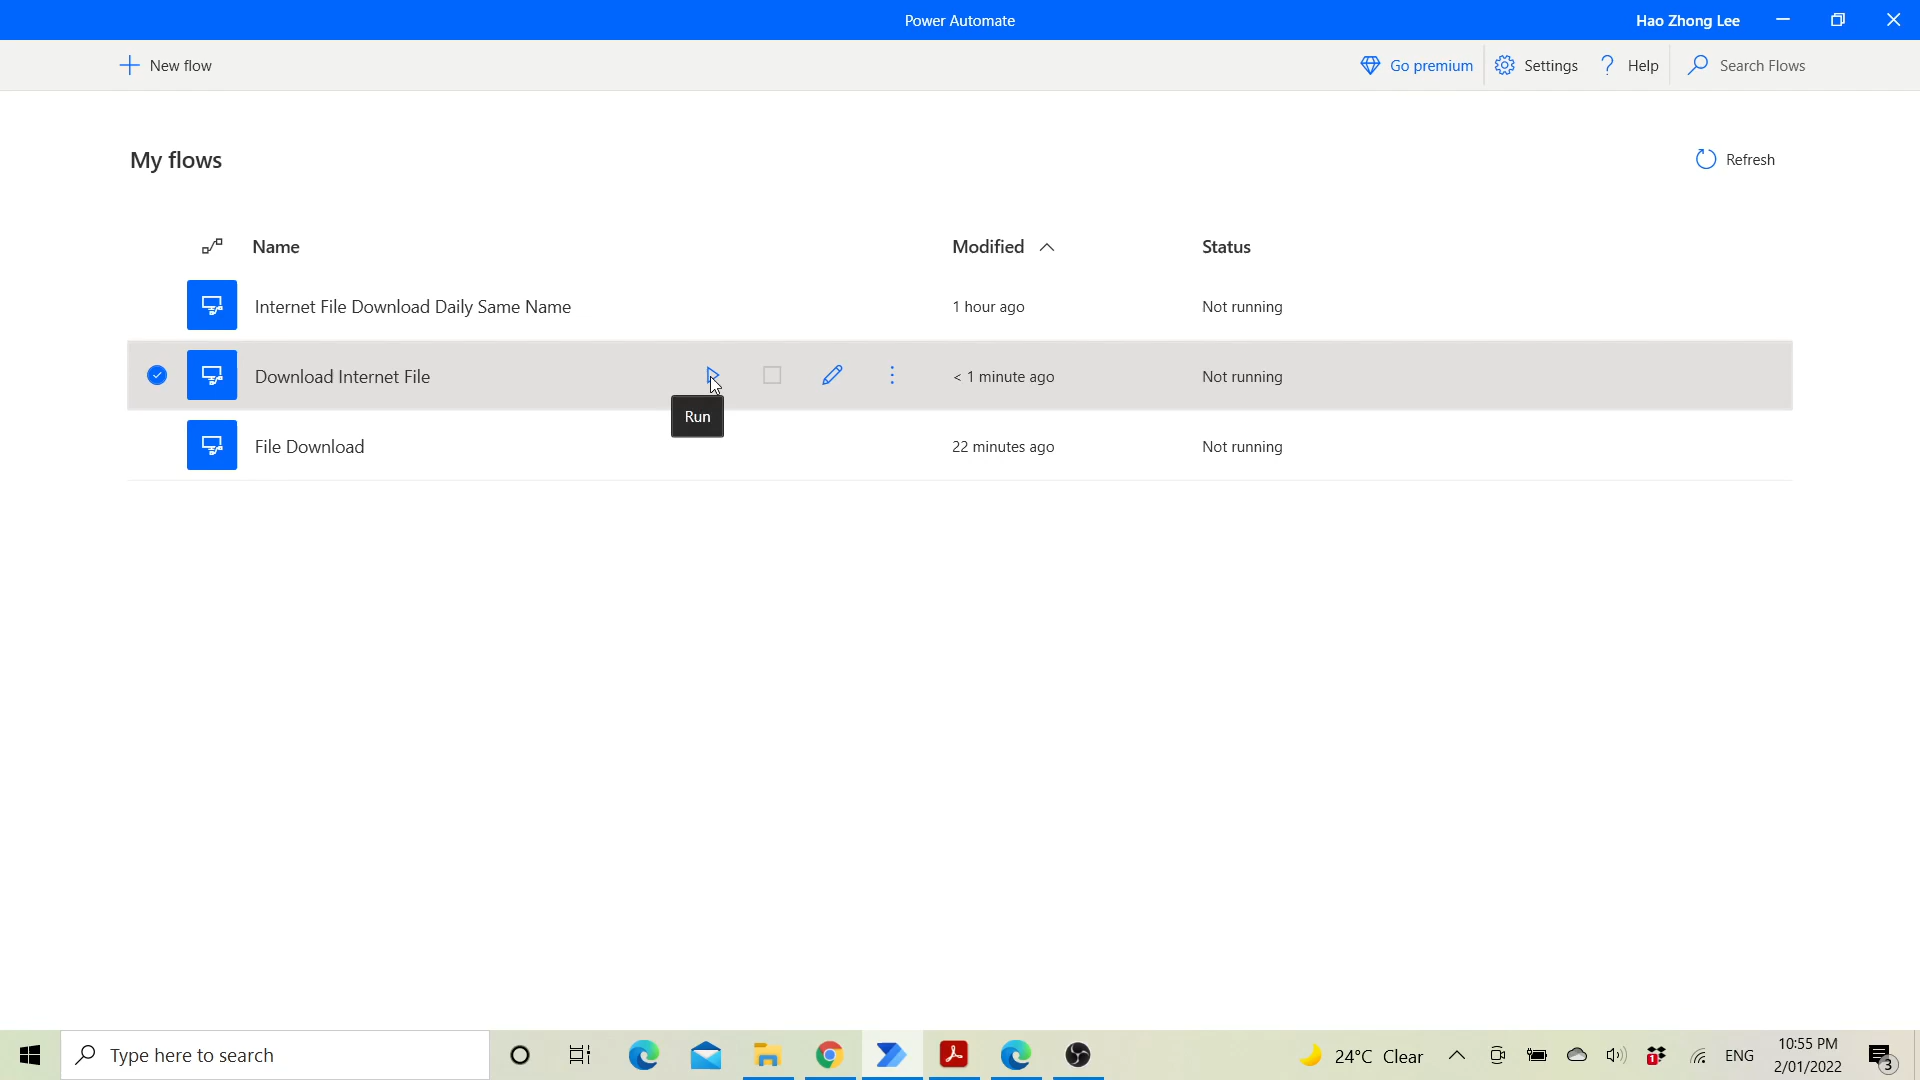 Power Automate
Hao Zhong Lee
New flow
Go premium
Settings
Help
Search Flows
My flows
Refresh
Name
Modified
Status
Internet File Download Daily Same Name
1 hour ago
Not running
Download Internet File
< 1 minute ago
Not running
Run
File Download
22 minutes ago
Not running
Type here to search
24°C Clear
1
ENG
10:55 PM
2/01/2022
3